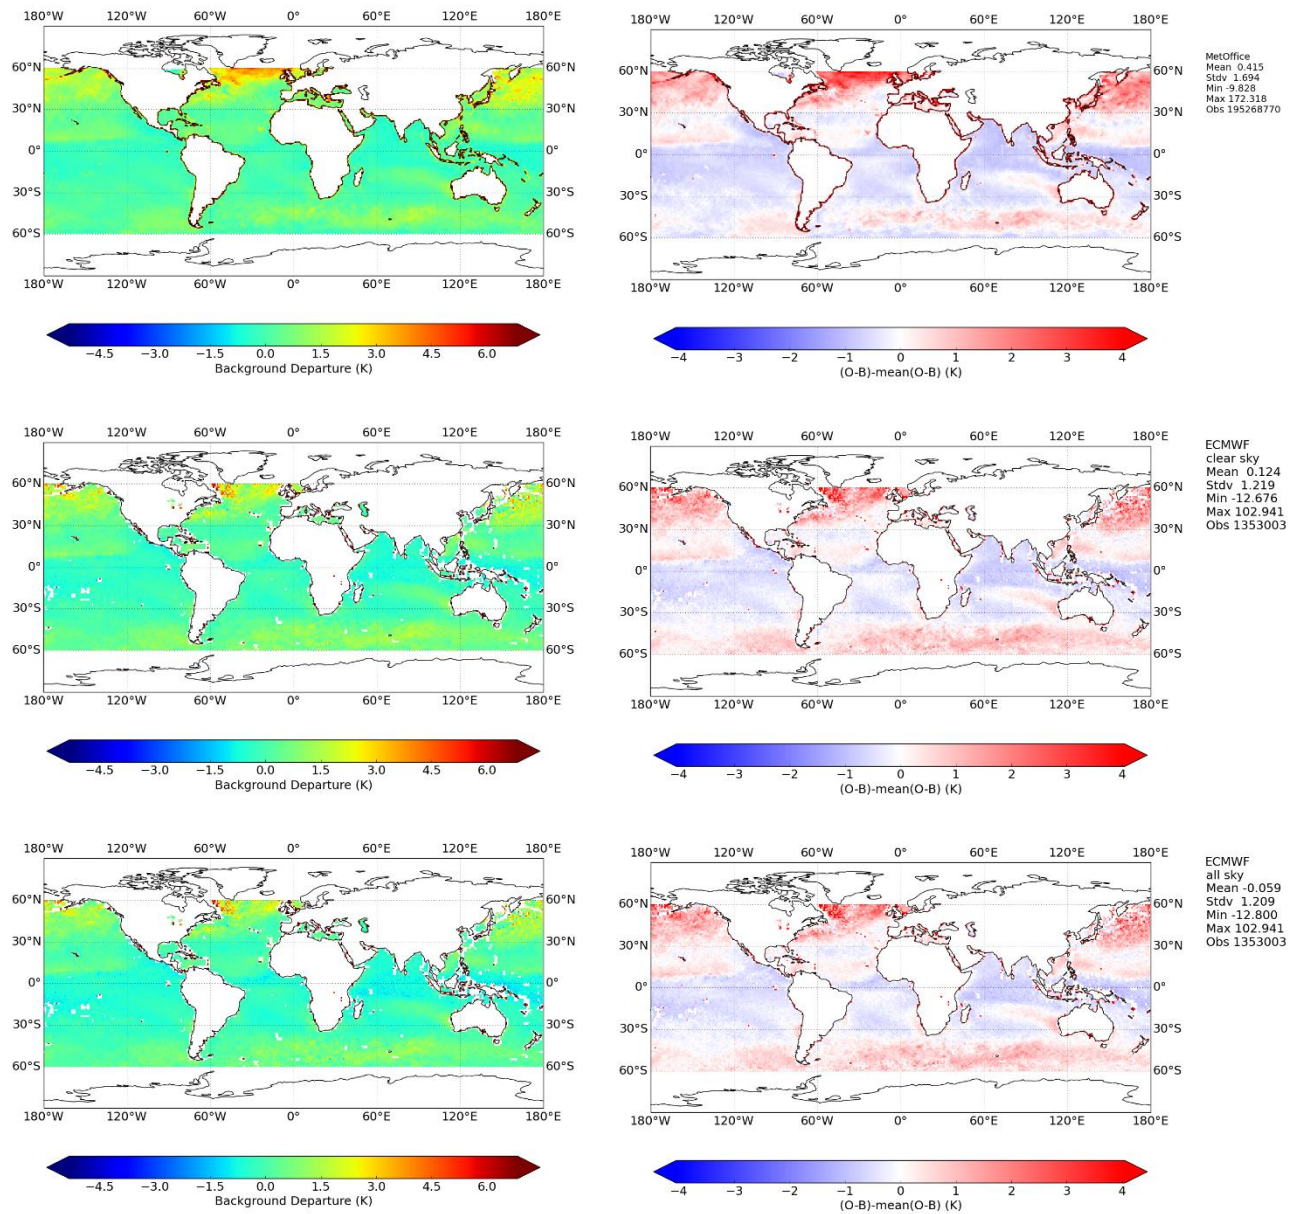 180°W 120°W 60°W 0° 60°E 120°E 180°E
60°N 60°N
30°N 30°N
0° 0°
30°S 30°S
60°S 60°S
180°W 120°W 60°W 0° 60°E 120°E 180°E
−4.5 −3.0 −1.5 0.0 1.5 3.0 4.5 6.0
Background Departure (K)
180°W 120°W 60°W 0° 60°E 120°E 180°E
60°N 60°N
30°N 30°N
0° 0°
30°S 30°S
60°S 60°S
180°W 120°W 60°W 0° 60°E 120°E 180°E
−4 −3 −2 −1 0 1 2 3 4
(O-B)-mean(O-B) (K)
MetOffice
Mean 0.415
Stdv 1.694
Min -9.828
Max 172.318
Obs 195268770
180°W 120°W 60°W 0° 60°E 120°E 180°E
60°N 60°N
30°N 30°N
0° 0°
30°S 30°S
60°S 60°S
180°W 120°W 60°W 0° 60°E 120°E 180°E
−4.5 −3.0 −1.5 0.0 1.5 3.0 4.5 6.0
Background Departure (K)
180°W 120°W 60°W 0° 60°E 120°E 180°E
60°N 60°N
30°N 30°N
0° 0°
30°S 30°S
60°S 60°S
180°W 120°W 60°W 0° 60°E 120°E 180°E
−4 −3 −2 −1 0 1 2 3 4
(O-B)-mean(O-B) (K)
ECMWF
clear sky
Mean 0.124
Stdv 1.219
Min -12.676
Max 102.941
Obs 1353003
180°W 120°W 60°W 0° 60°E 120°E 180°E
60°N 60°N
30°N 30°N
0° 0°
30°S 30°S
60°S 60°S
180°W 120°W 60°W 0° 60°E 120°E 180°E
−4.5 −3.0 −1.5 0.0 1.5 3.0 4.5 6.0
Background Departure (K)
180°W 120°W 60°W 0° 60°E 120°E 180°E
60°N 60°N
30°N 30°N
0° 0°
30°S 30°S
60°S 60°S
180°W 120°W 60°W 0° 60°E 120°E 180°E
−4 −3 −2 −1 0 1 2 3 4
(O-B)-mean(O-B) (K)
ECMWF
all sky
Mean -0.059
Stdv 1.209
Min -12.800
Max 102.941
Obs 1353003